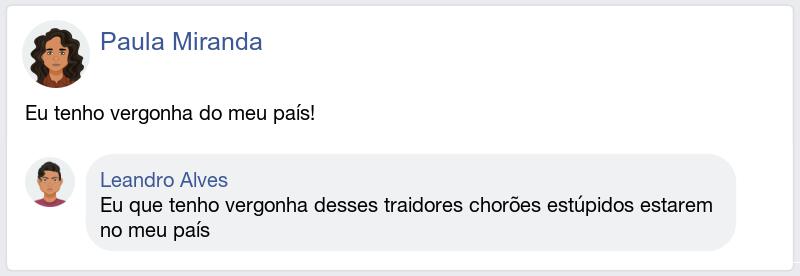 Paula Miranda
Eu tenho vergonha do meu país!
Leandro Alves
Eu que tenho vergonha desses traidores chorões estúpidos estarem
no meu país